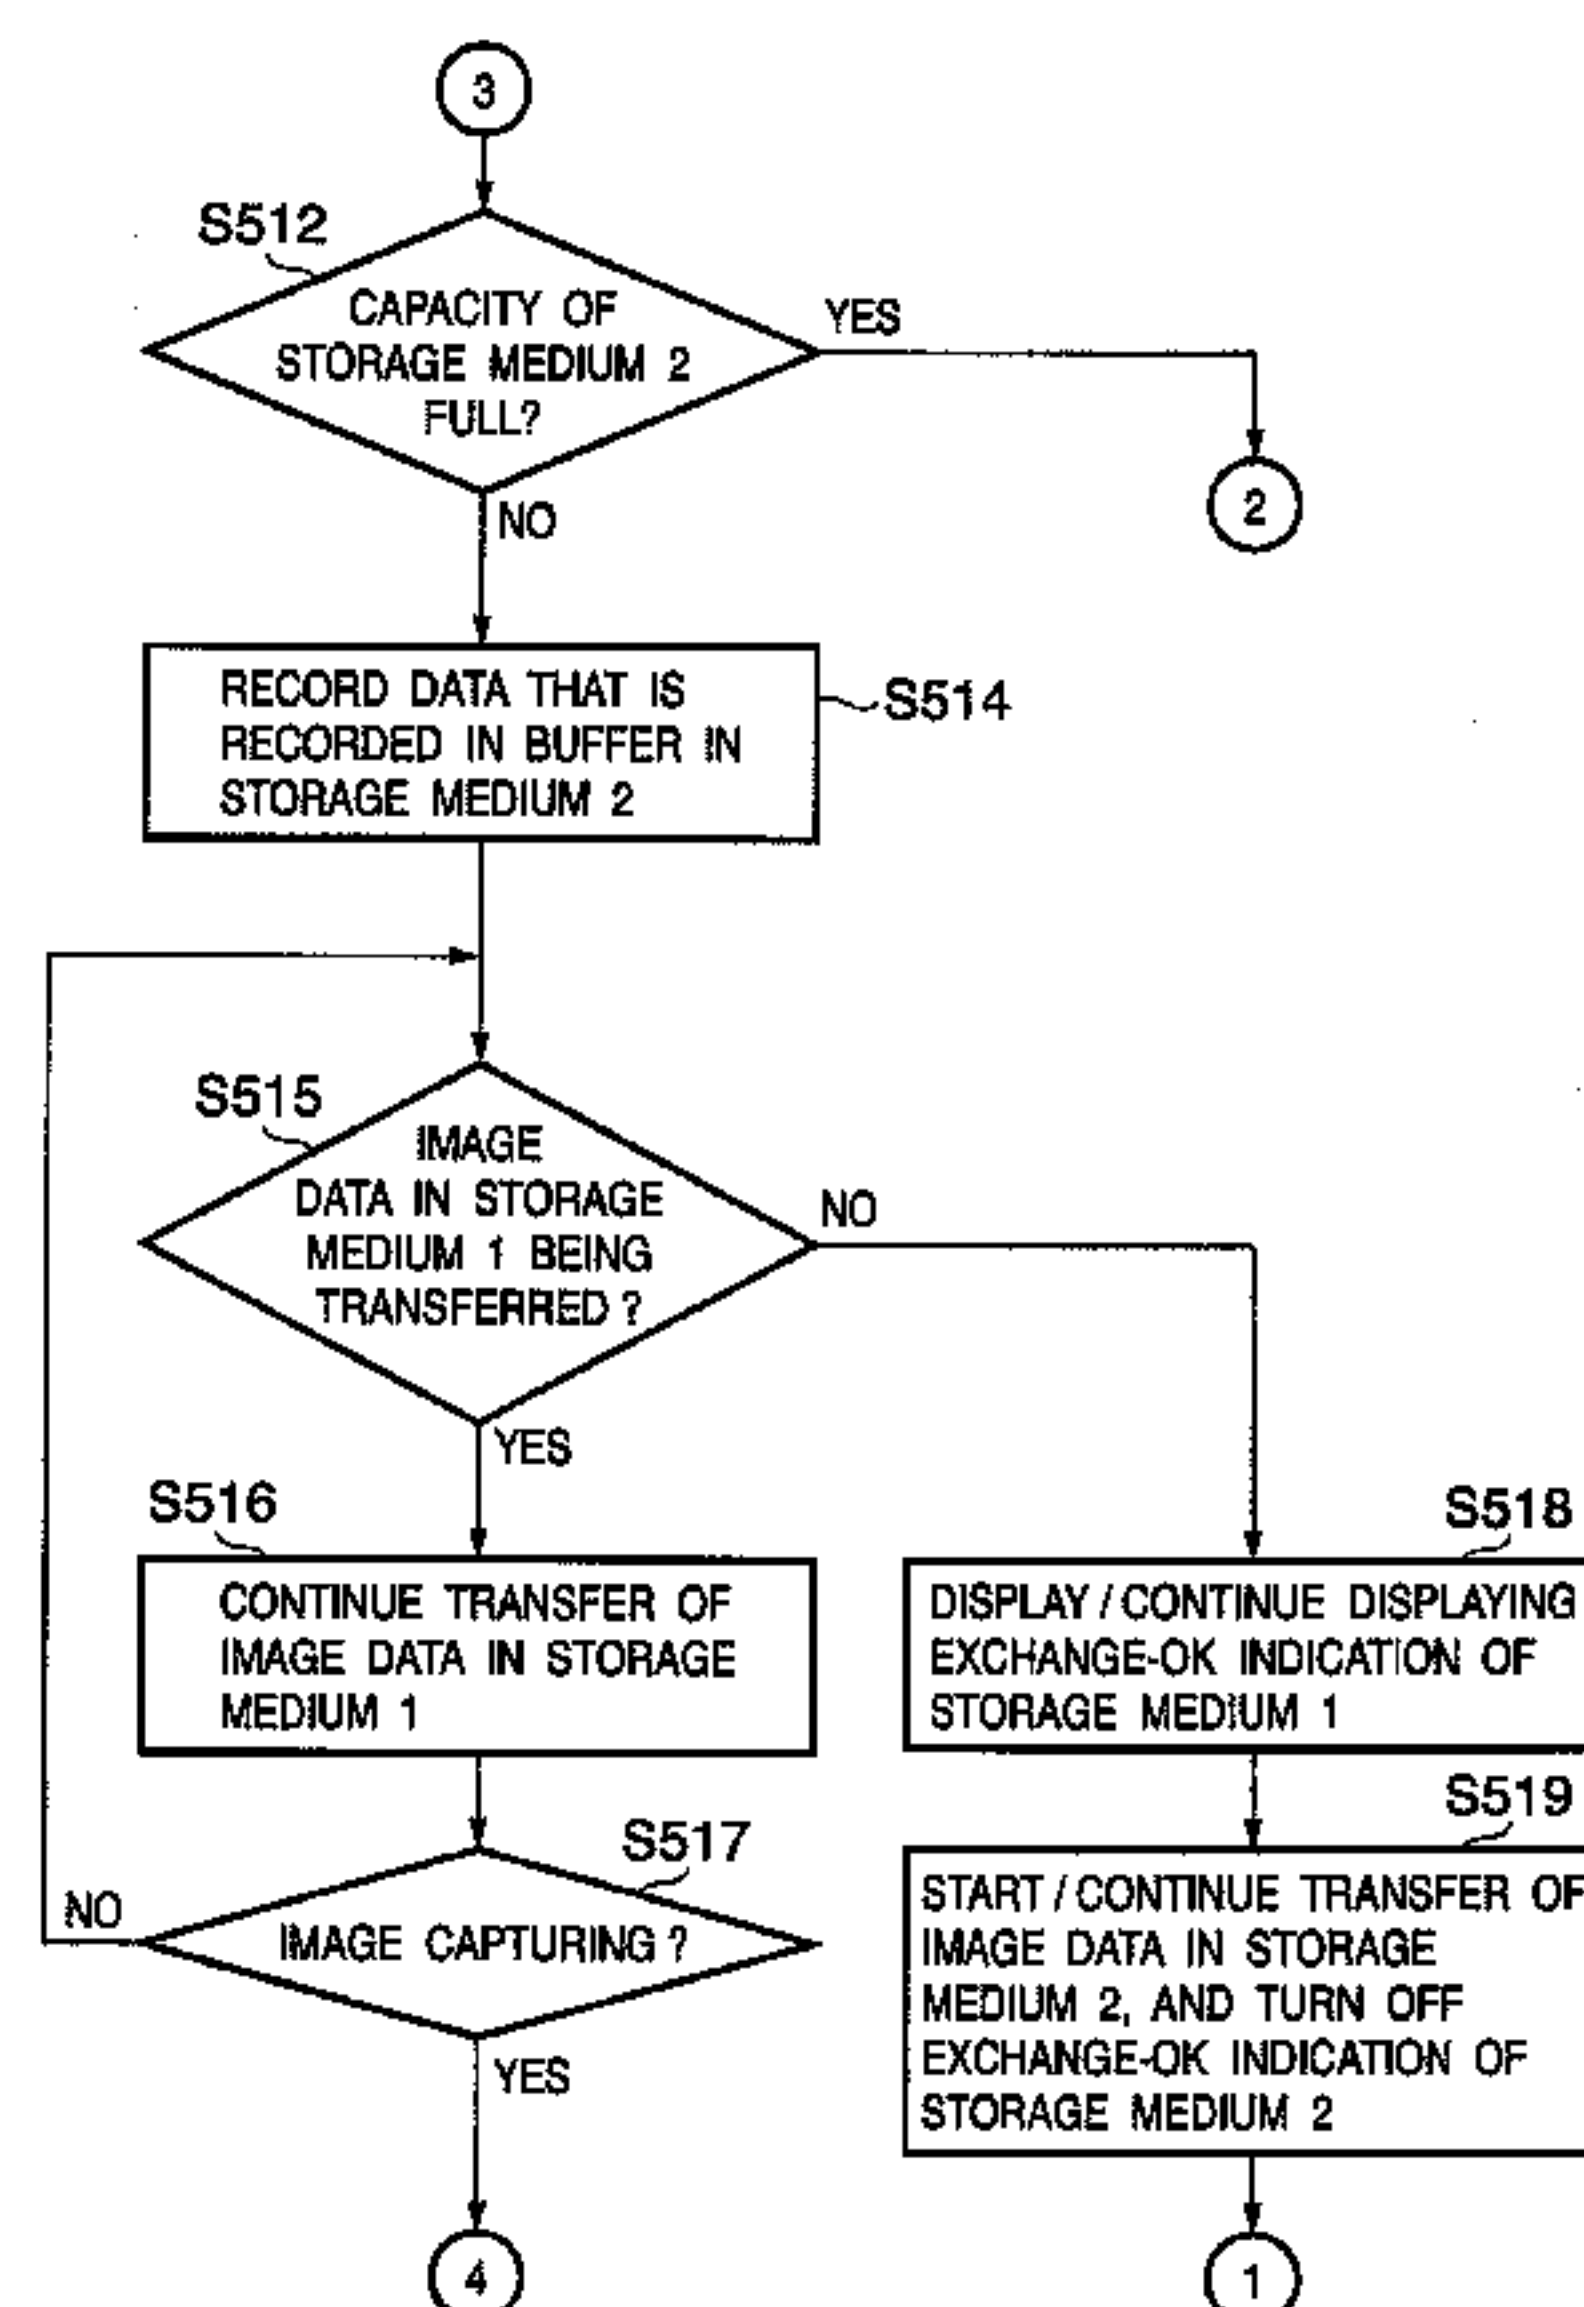 3
S512
CAPACITY OF
STORAGE MEDIUM 2
FULL?
YES
2
NO
RECORD DATA THAT IS
RECORDED IN BUFFER IN
STORAGE MEDIUM 2
S514
S515
IMAGE
DATA IN STORAGE
MEDIUM 1 BEING
TRANSFERRED ?
NO
YES
S516
CONTINUE TRANSFER OF
IMAGE DATA IN STORAGE
MEDIUM 1
S518
DISPLAY / CONTINUE DISPLAYING
EXCHANGE-OK INDICATION OF
STORAGE MEDIUM 1
S517
IMAGE CAPTURING ?
NO
YES
4
S519
START / CONTINUE TRANSFER OF
IMAGE DATA IN STORAGE
MEDIUM 2, AND TURN OFF
EXCHANGE-OK INDICATION OF
STORAGE MEDIUM 2
1